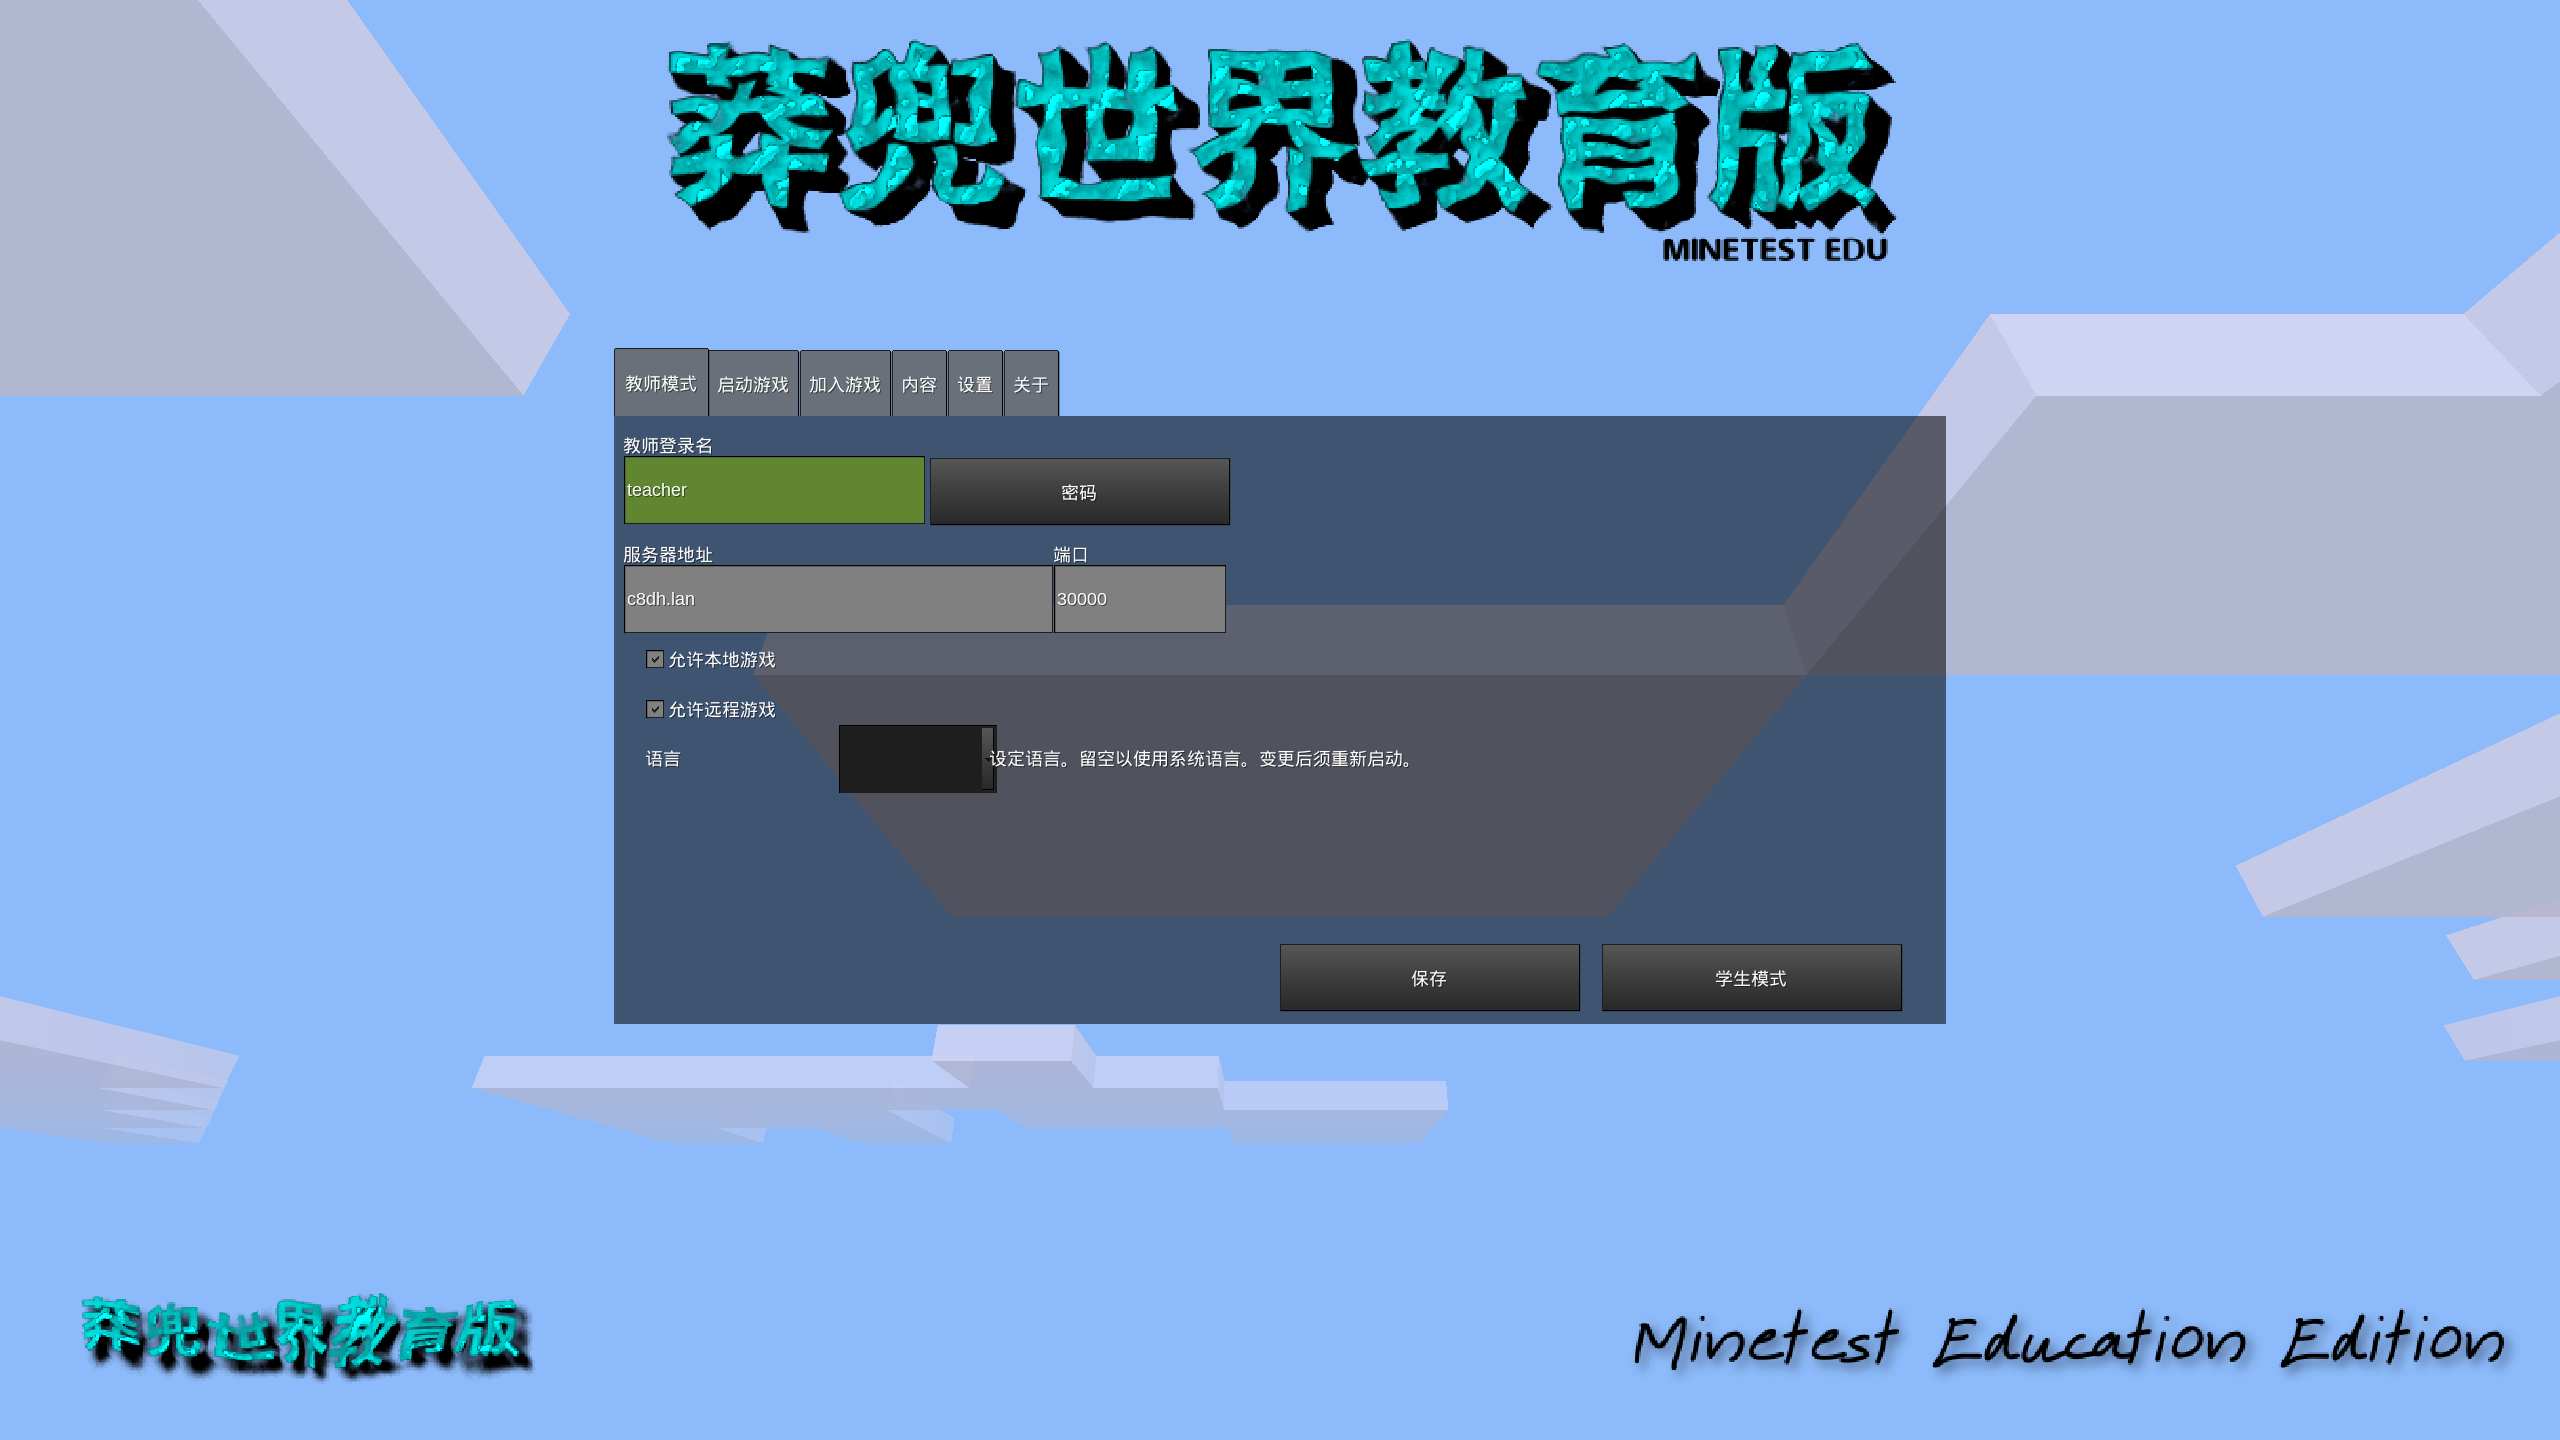 莽兜世界教育版
MINETEST EDU
教师模式 启动游戏 加入游戏 内容 设置 关于
教师登录名
teacher 密码
服务器地址 端口
c8dh.lan 30000
允许本地游戏
允许远程游戏
语言 设定语言。留空以使用系统语言。变更后须重新启动。
保存 学生模式
莽兜世界教育版
Minetest Education Edition